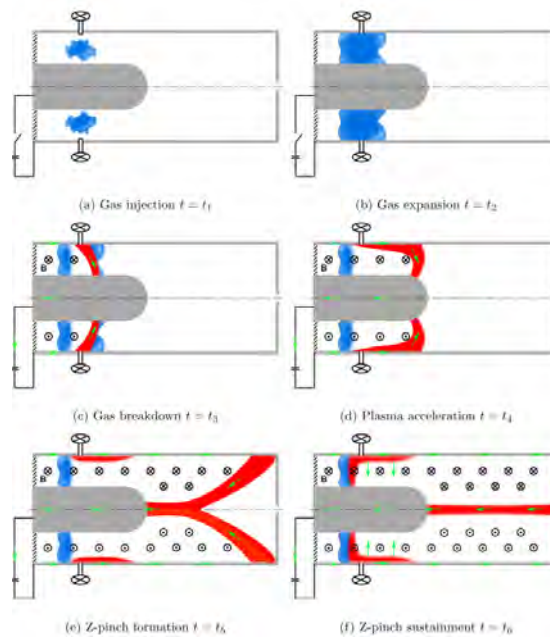 (a) Gas injection t = t₁
(b) Gas expansion t = t₂
B
B
(c) Gas breakdown t = t₃
(d) Plasma acceleration t = t₄
B
B
(e) Z-pinch formation t = t₅
(f) Z-pinch sustainment t = t₆